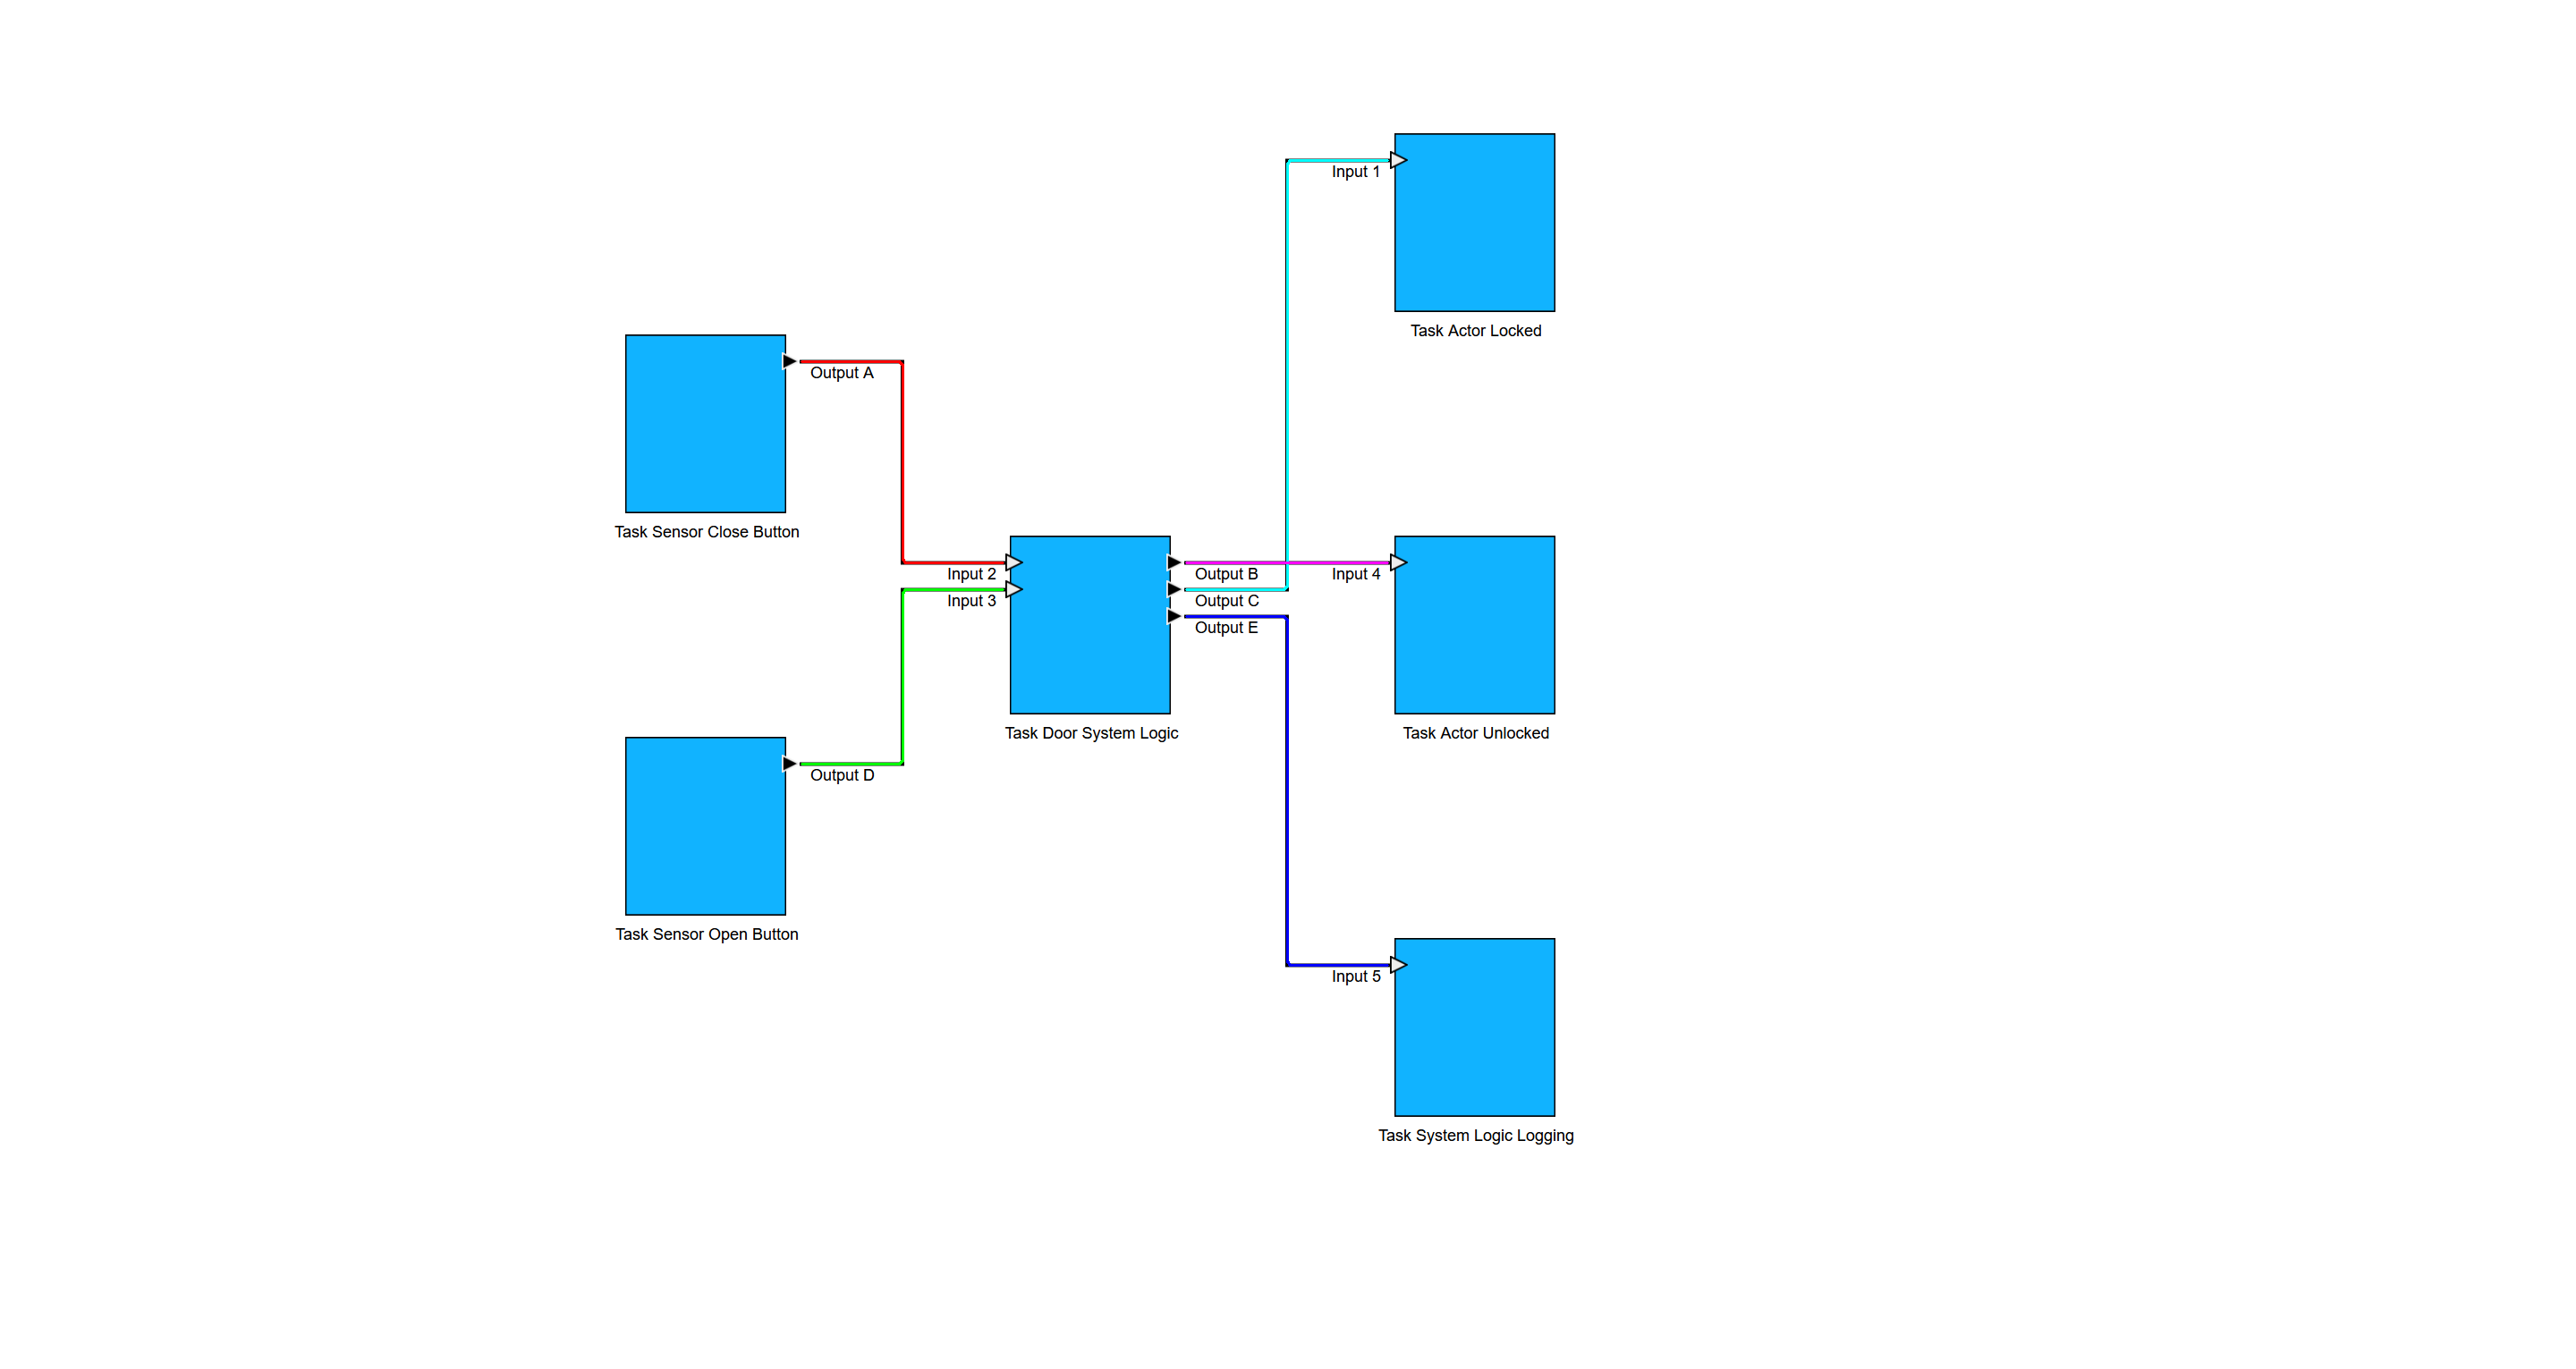 Input 1
Task Actor Locked
Output A
Task Sensor Close Button
Input 2
Input 3
Output B
Output C
Output E
Input 4
Task Door System Logic
Task Actor Unlocked
Output D
Task Sensor Open Button
Input 5
Task System Logic Logging